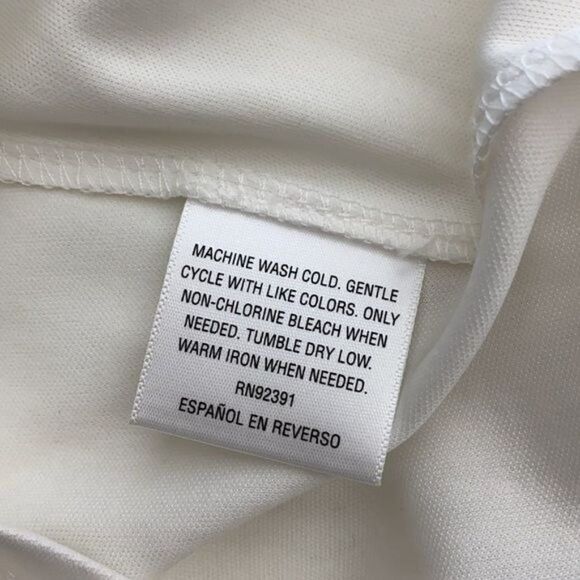 MACHINE WASH COLD. GENTLE
CYCLE WITH LIKE COLORS. ONLY
NON-CHLORINE BLEACH WHEN
NEEDED. TUMBLE DRY LOW.
WARM IRON WHEN NEEDED.
RN92391
ESPAÑOL EN REVERSO